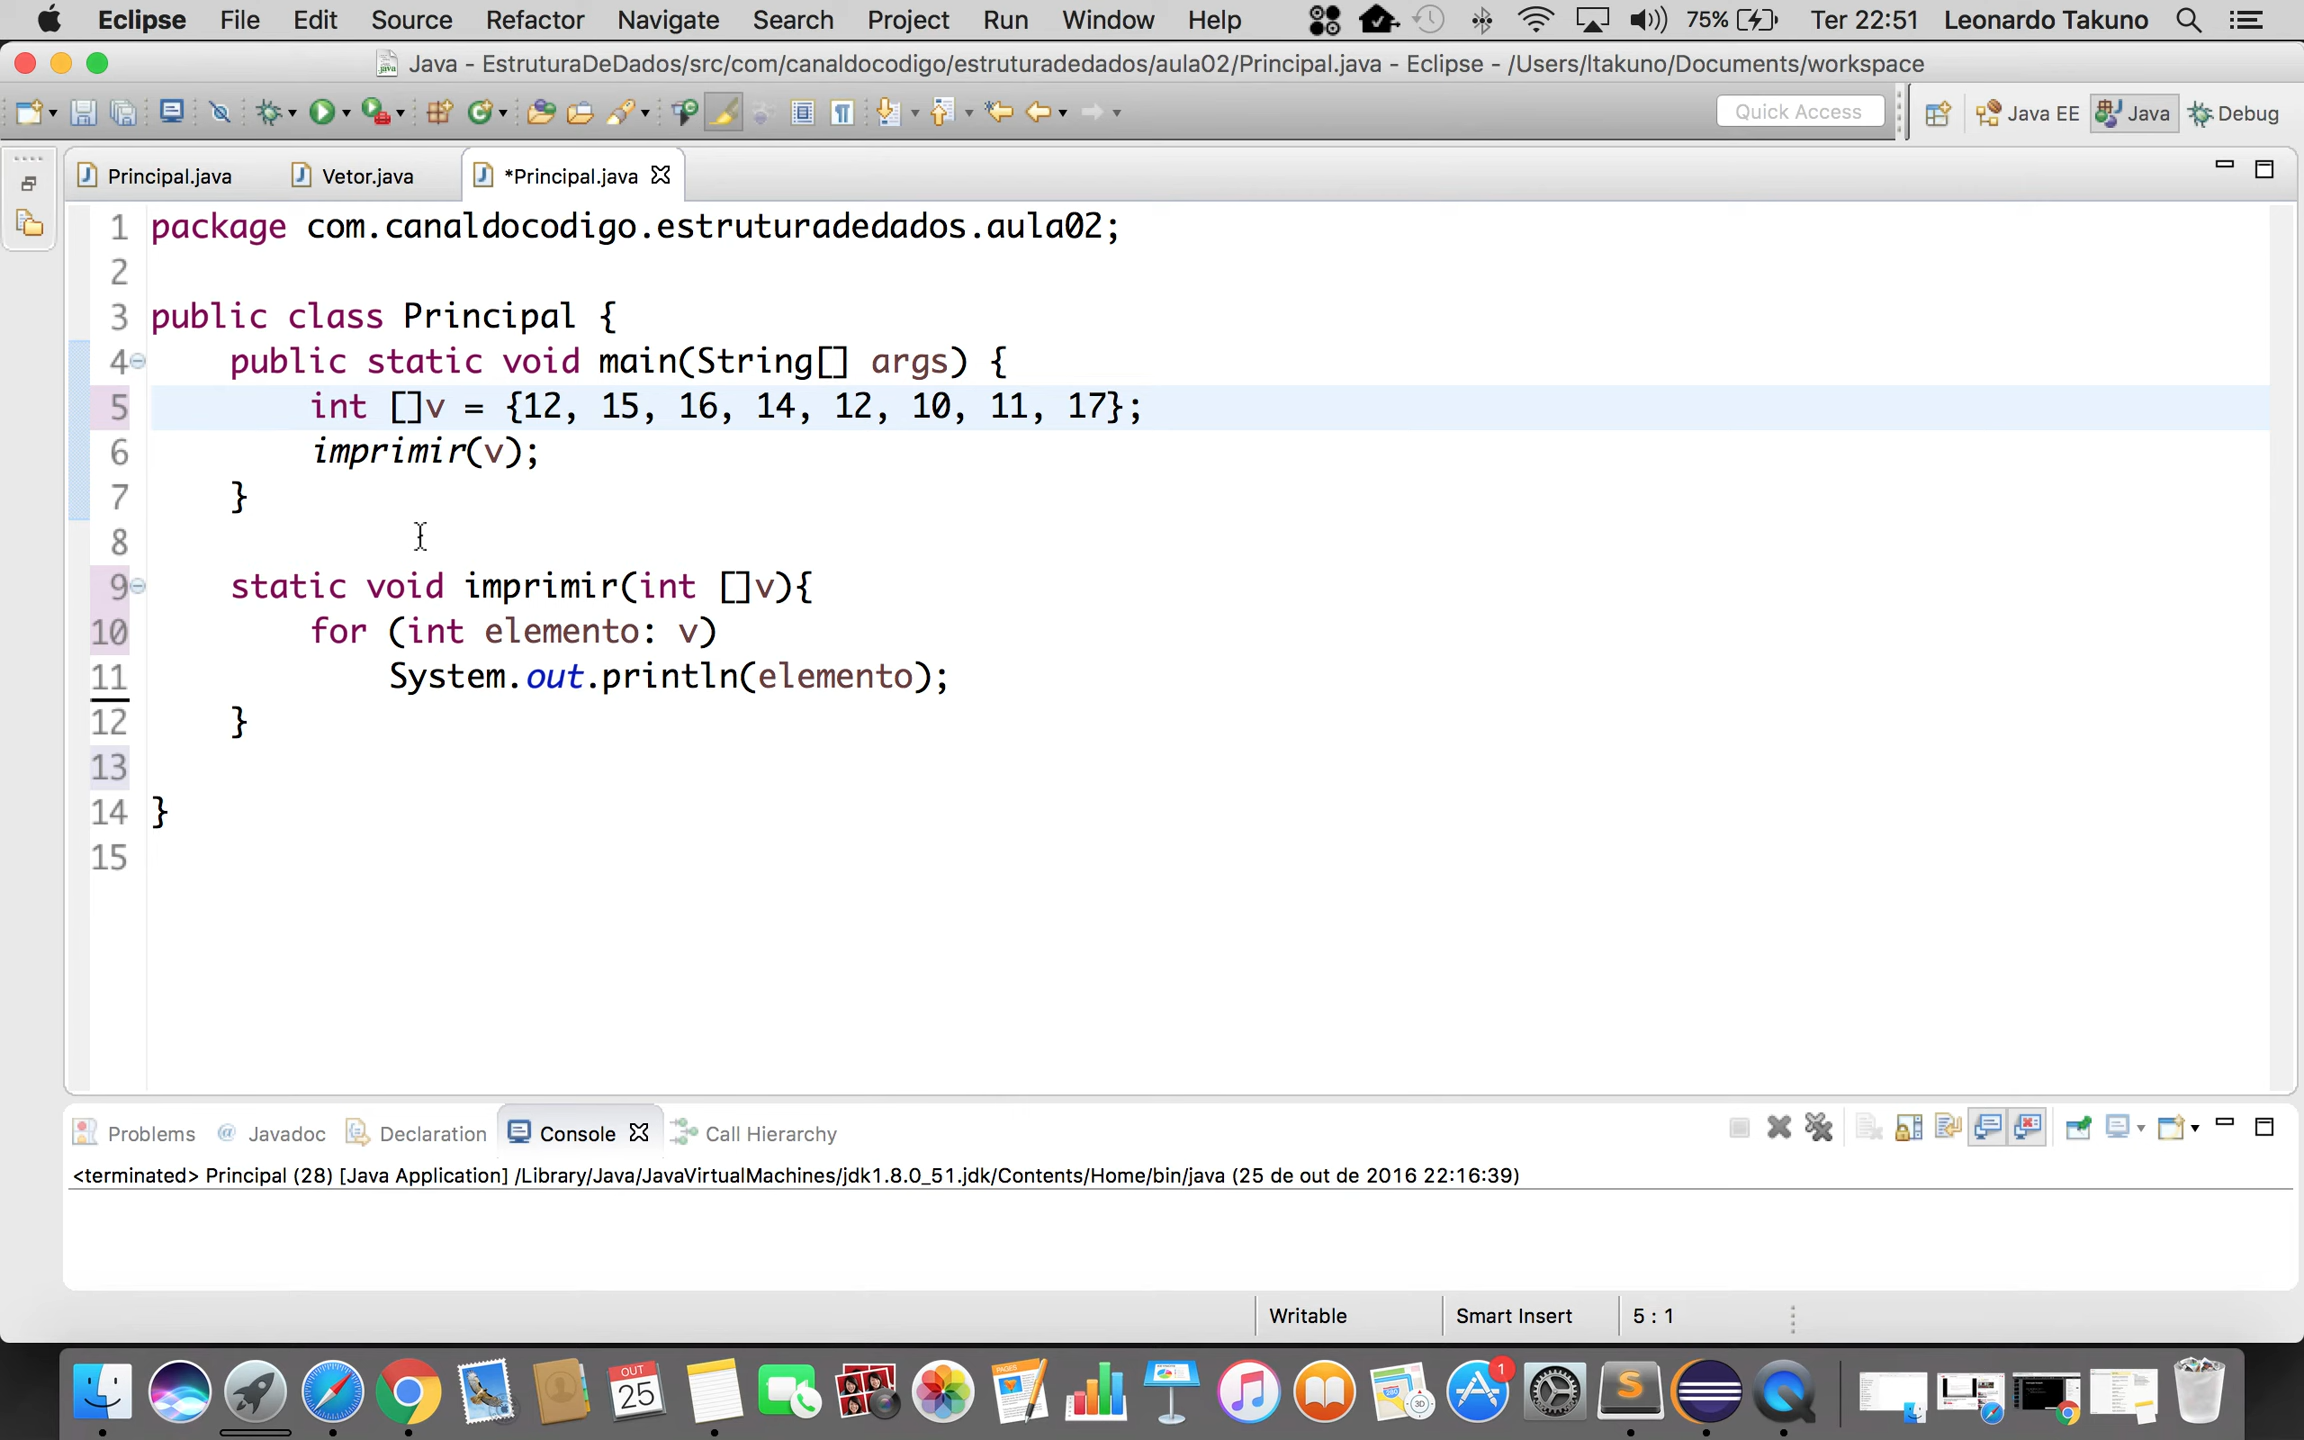 Eclipse File Edit Source Refactor Navigate Search Project Run Window Help 75% Ter 22:51 Leonardo Takuno
Java - EstruturaDeDados/src/com/canaldocodigo/estruturadedados/aula02/Principal.java - Eclipse - /Users/ltakuno/Documents/workspace
Quick Access Java EE Java Debug
Principal.java Vetor.java *Principal.java
1 package com.canaldocodigo.estruturadedados.aula02;
2
3 public class Principal {
4 public static void main(String[] args) {
5 int []v = {12, 15, 16, 14, 12, 10, 11, 17};
6 imprimir(v);
7 }
8
9 static void imprimir(int []v){
10 for (int elemento: v)
11 System.out.println(elemento);
12 }
13
14 }
15
Problems @ Javadoc Declaration Console Call Hierarchy
<terminated> Principal (28) [Java Application] /Library/Java/JavaVirtualMachines/jdk1.8.0_51.jdk/Contents/Home/bin/java (25 de out de 2016 22:16:39)
Writable Smart Insert 5 : 1
OUT
25
PAGES
280
3D
1
S